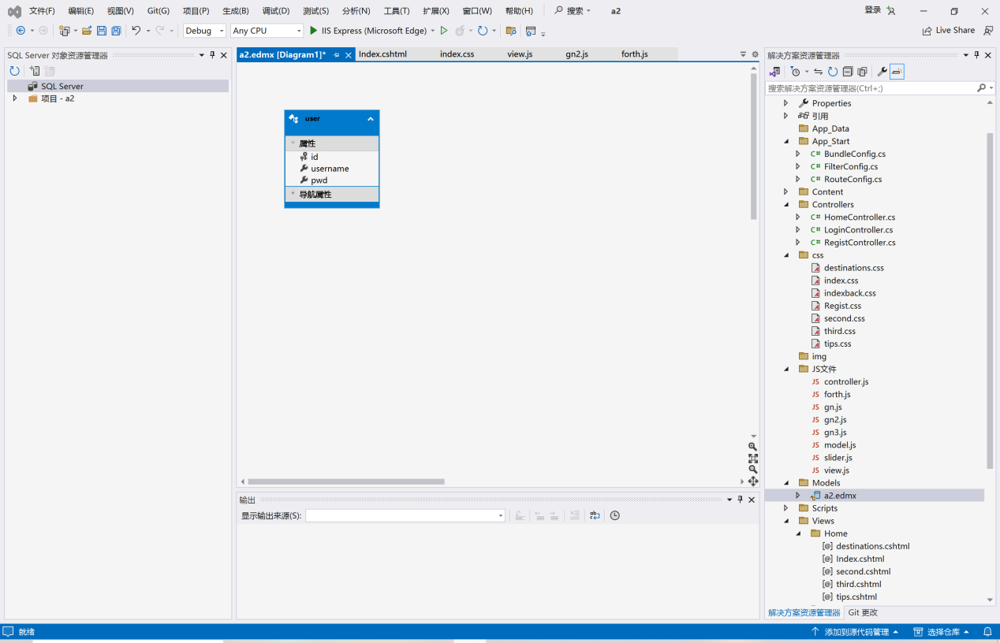 文件(F) 编辑(E) 视图(V) Git(G) 项目(P) 生成(B) 调试(D) 测试(S) 分析(N) 工具(T) 扩展(X) 窗口(W) 帮助(H) 搜索 a2 登录
Debug Any CPU IIS Express (Microsoft Edge) Live Share
SQL Server 对象资源管理器
SQL Server
项目 - a2
a2.edmx [Diagram1]* Index.cshtml index.css view.js gn2.js forth.js
user
属性
id
username
pwd
导航属性
输出
显示输出来源(S):
解决方案资源管理器
搜索解决方案资源管理器(Ctrl+;)
Properties
引用
App_Data
App_Start
C# BundleConfig.cs
C# FilterConfig.cs
C# RouteConfig.cs
Content
Controllers
C# HomeController.cs
C# LoginController.cs
C# RegistController.cs
css
destinations.css
index.css
indexback.css
Regist.css
second.css
third.css
tips.css
img
JS文件
JS controller.js
JS forth.js
JS gn.js
JS gn2.js
JS gn3.js
JS model.js
JS slider.js
JS view.js
Models
a2.edmx
Scripts
Views
Home
[@] destinations.cshtml
[@] Index.cshtml
[@] second.cshtml
[@] third.cshtml
[@] tips.cshtml
解决方案资源管理器 Git 更改
就绪 添加到源代码管理 选择仓库